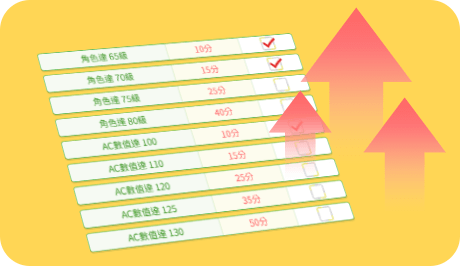 角色達 65級 10分
角色達 70級 15分
角色達 75級 25分
角色達 80級 40分
AC數值達 100 10分
AC數值達 110 15分
AC數值達 120 25分
AC數值達 125 35分
AC數值達 130 50分